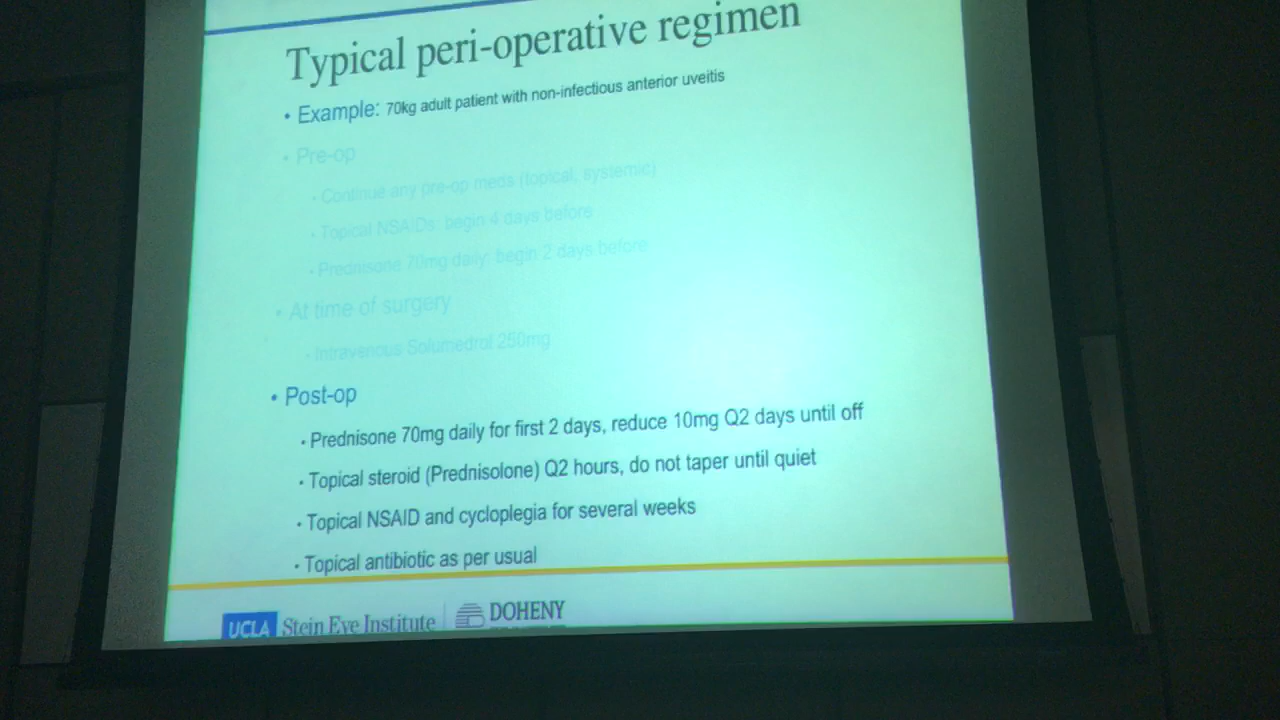 Typical peri-operative regimen
• Example: 70kg adult patient with non-infectious anterior uveitis
• Pre-op
• Continue any pre-op meds (topical, systemic)
• Topical NSAIDs: begin 4 days before
• Prednisone 70mg daily: begin 2 days before
• At time of surgery
• Intravenous Solumedrol 250mg
• Post-op
• Prednisone 70mg daily for first 2 days, reduce 10mg Q2 days until off
• Topical steroid (Prednisolone) Q2 hours, do not taper until quiet
• Topical NSAID and cycloplegia for several weeks
• Topical antibiotic as per usual
UCLA Stein Eye Institute DOHENY